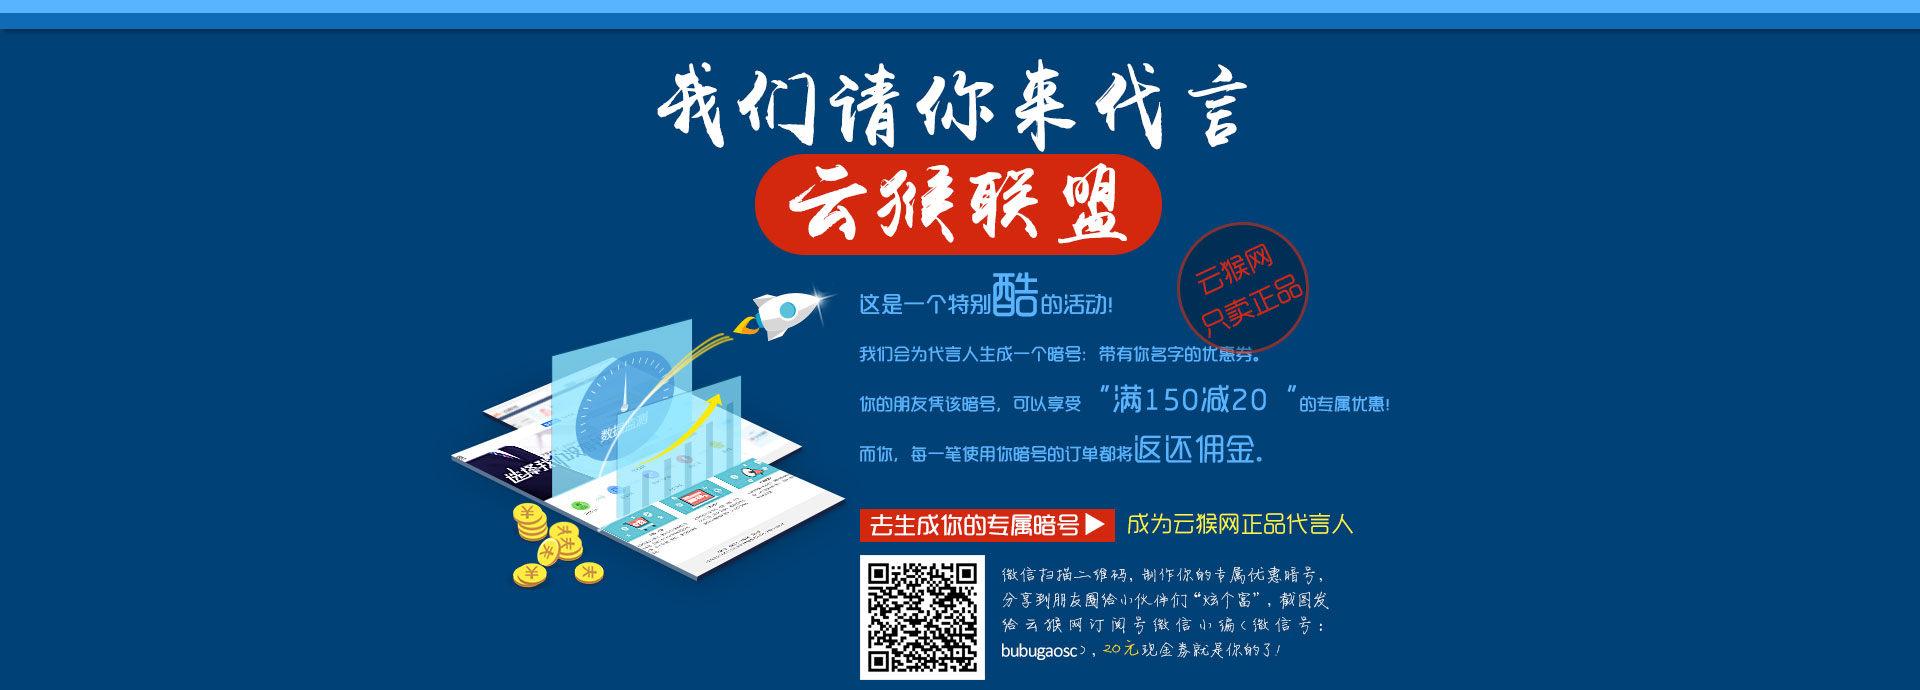 我们请你来代言
云猴联盟
云猴网
只卖正品
这是一个特别酷的活动!
我们会为代言人生成一个暗号：带有你名字的优惠券。
你的朋友凭该暗号，可以享受“满150减20“的专属优惠!
而你，每一笔使用你暗号的订单都将返还佣金。
去生成你的专属暗号▶ 成为云猴网正品代言人
微信扫描二维码，制作你的专属优惠暗号，
分享到朋友圈给小伙伴们“炫个富”，截图发
给云猴网订阅号微信小编（微信号：
bubugaosc），20元现金券就是你的了!
选择我
数据监测